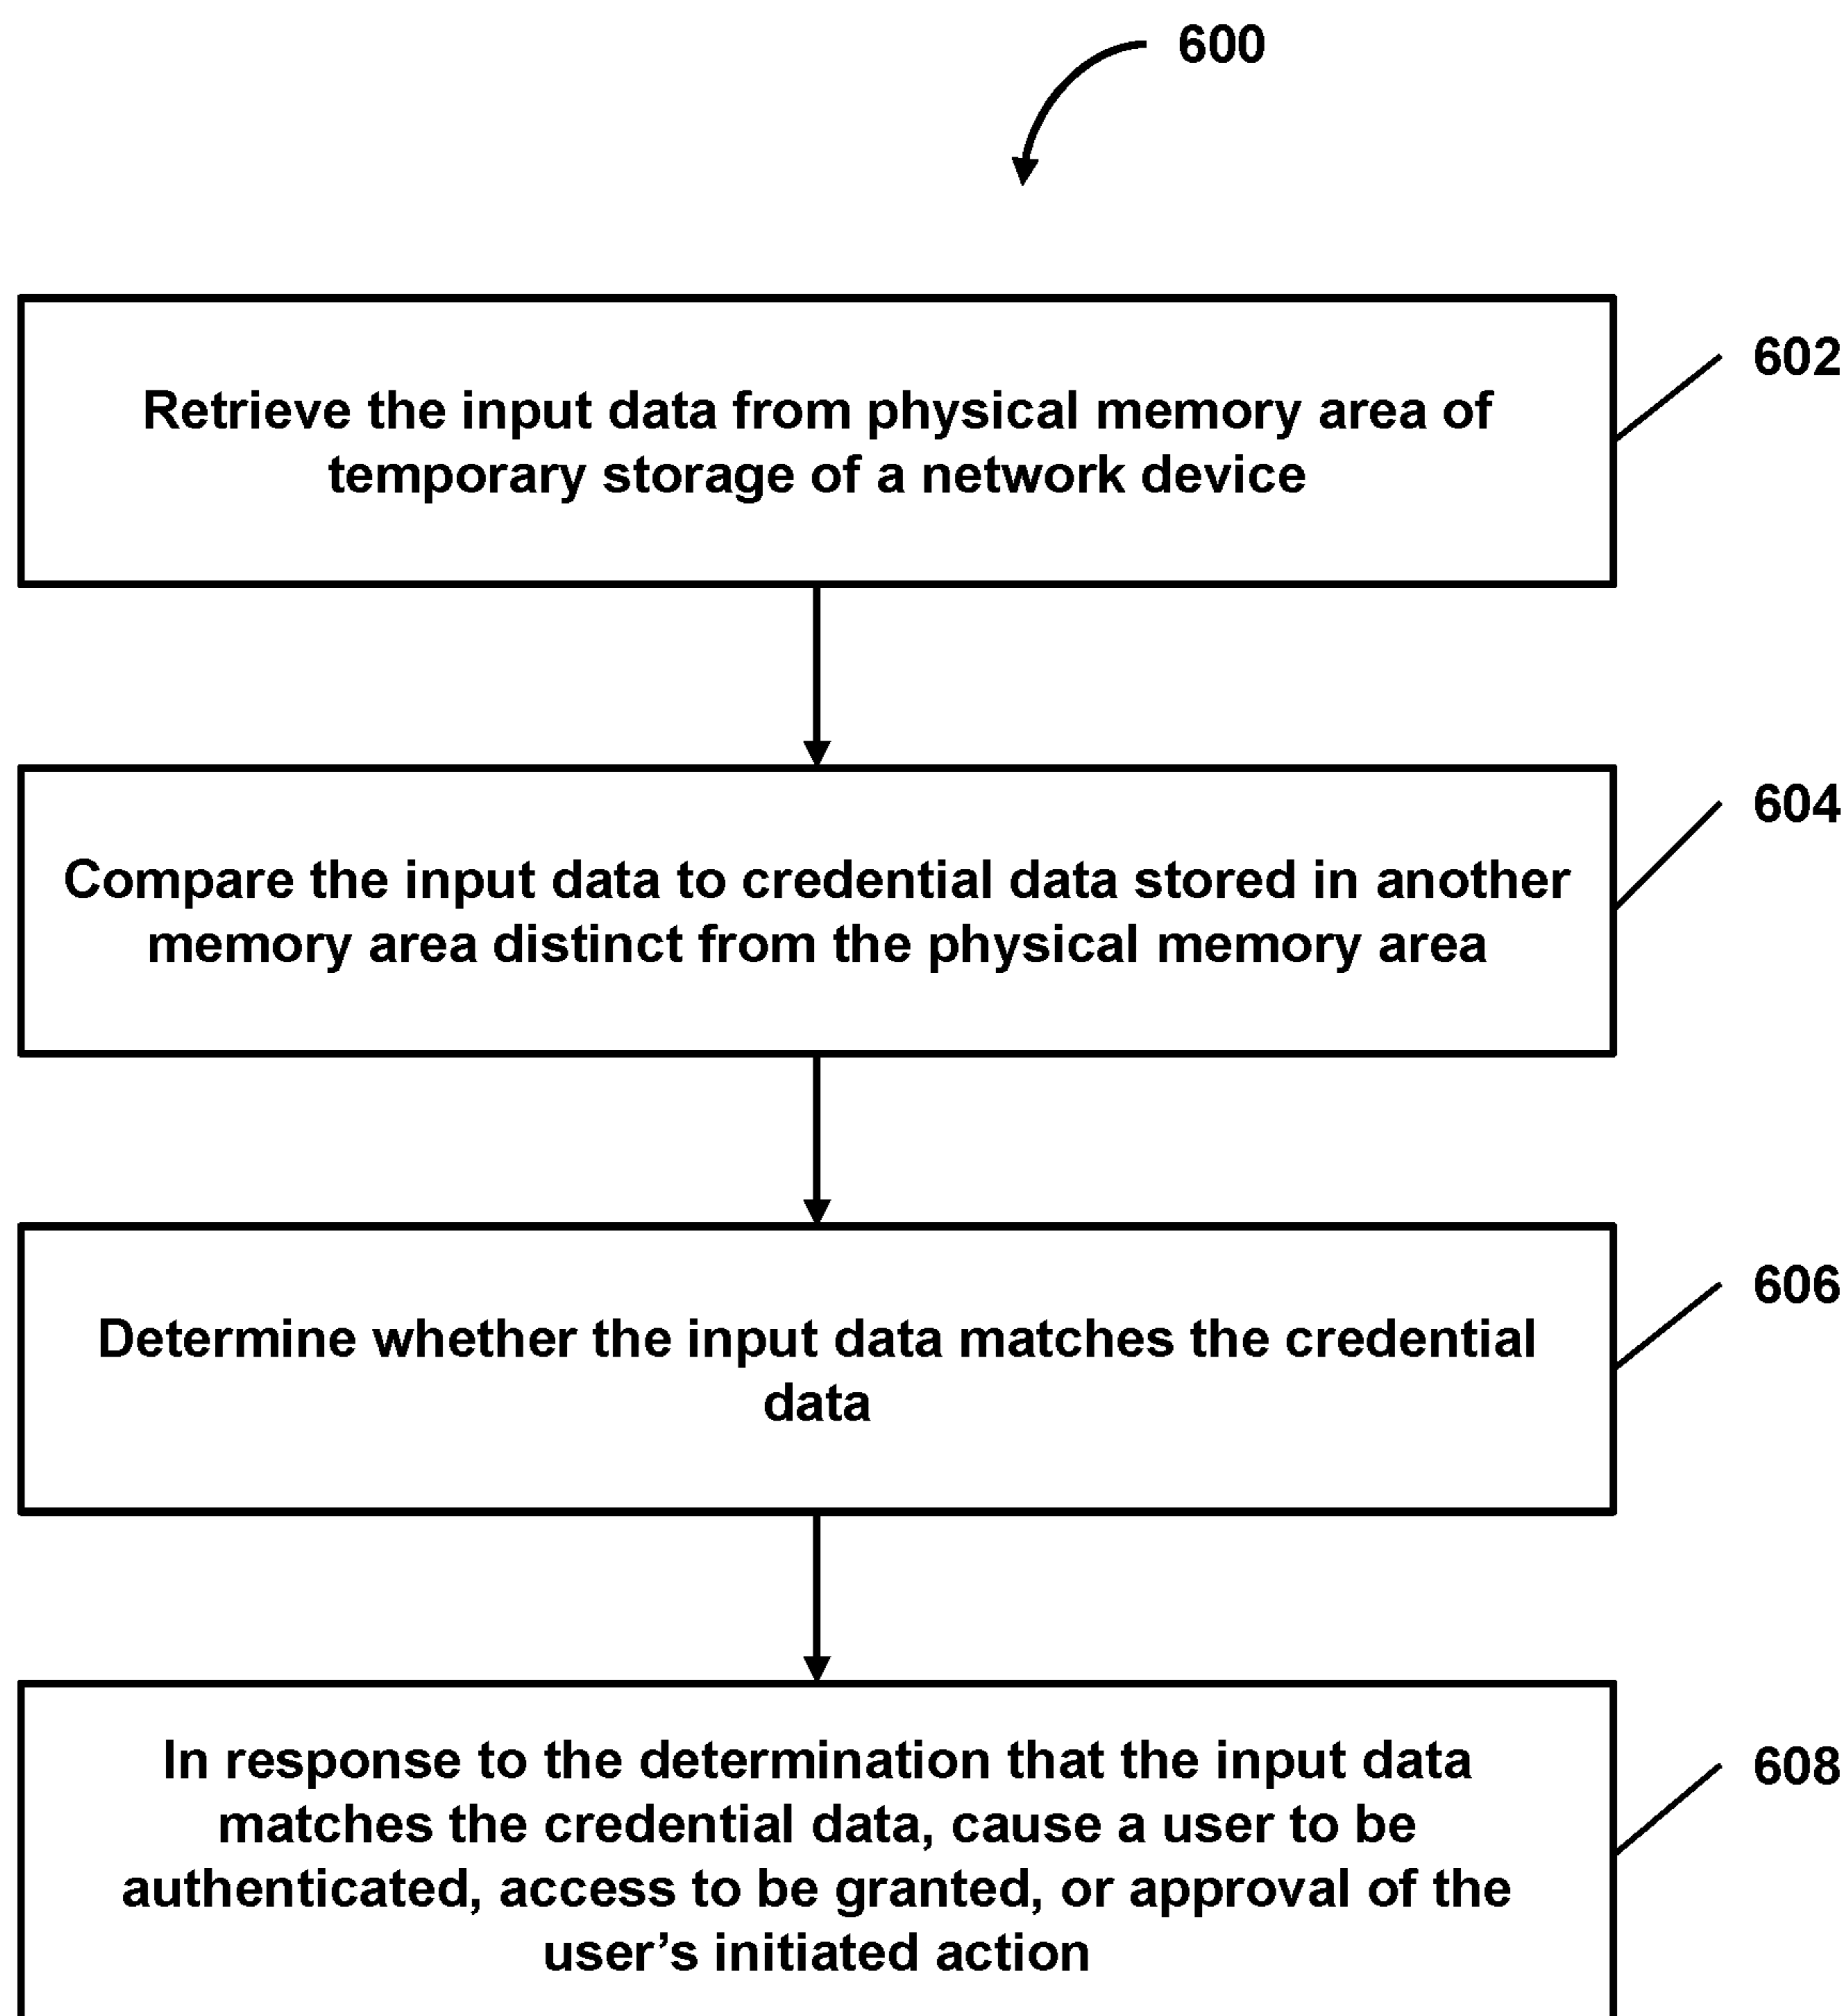 600
602
Retrieve the input data from physical memory area of
temporary storage of a network device
604
Compare the input data to credential data stored in another
memory area distinct from the physical memory area
606
Determine whether the input data matches the credential
data
608
In response to the determination that the input data
matches the credential data, cause a user to be
authenticated, access to be granted, or approval of the
user’s initiated action